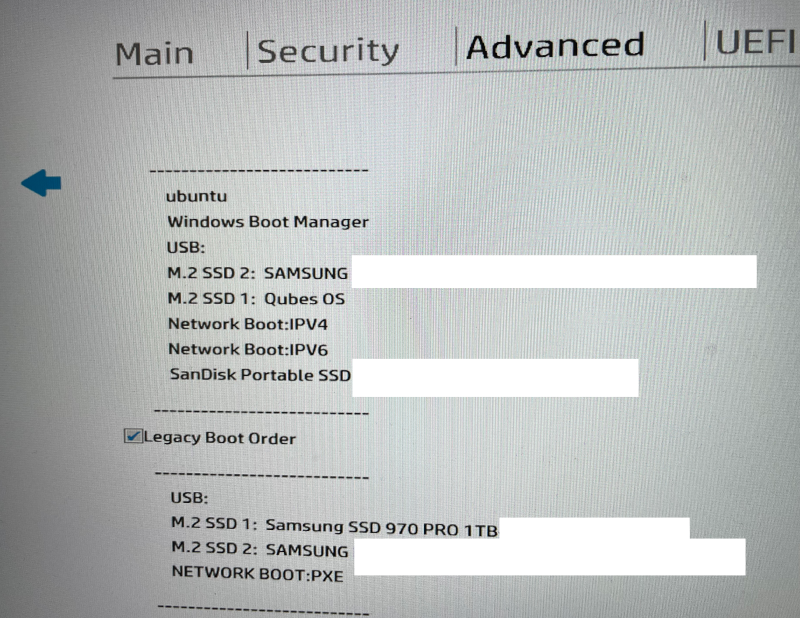 Main Security Advanced UEFI
----------------------------
ubuntu
Windows Boot Manager
USB:
M.2 SSD 2: SAMSUNG
M.2 SSD 1: Qubes OS
Network Boot:IPV4
Network Boot:IPV6
SanDisk Portable SSD
----------------------------
Legacy Boot Order
----------------------------
USB:
M.2 SSD 1: Samsung SSD 970 PRO 1TB
M.2 SSD 2: SAMSUNG
NETWORK BOOT:PXE
----------------------------